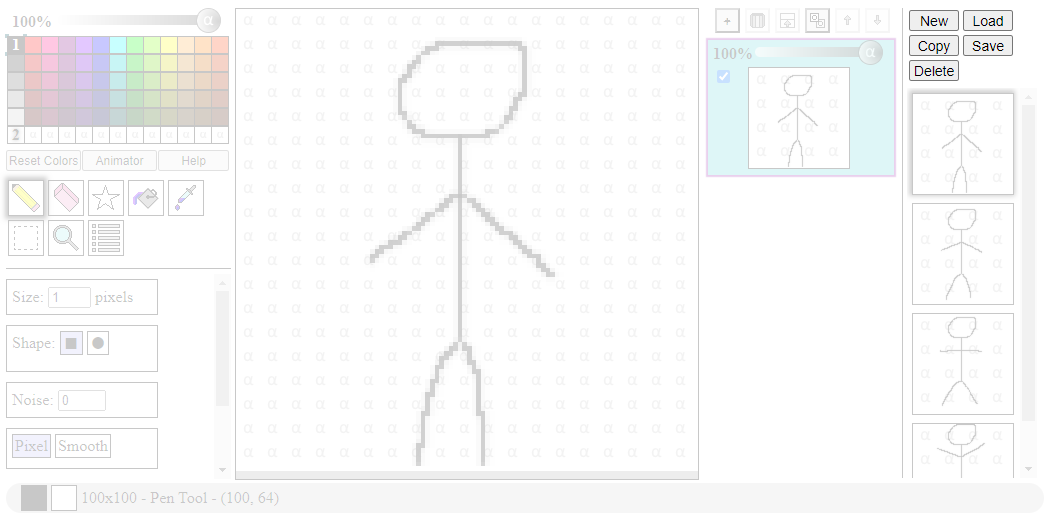 100%
α
1
2
Reset Colors Animator Help
Size: 1 pixels
Shape:
Noise: 0
Pixel Smooth
100x100 - Pen Tool - (100, 64)
+
100%
α
New Load
Copy Save
Delete